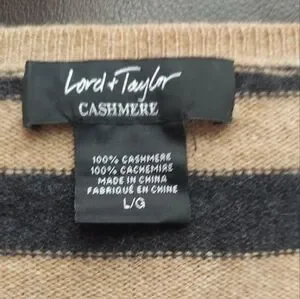 Lord + Taylor
CASHMERE
100% CASHMERE
100% CACHEMIRE
MADE IN CHINA
FABRIQUÉ EN CHINE
L/G